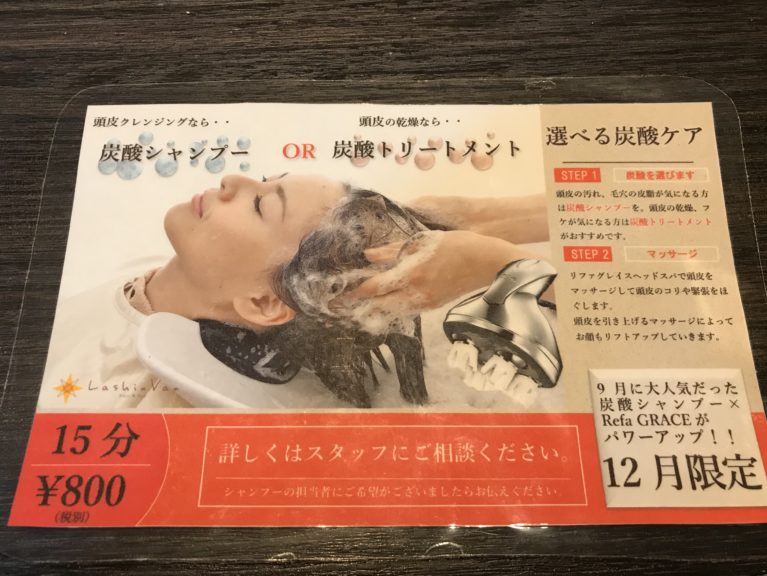 頭皮クレンジングなら・・
炭酸シャンプー
OR
頭皮の乾燥なら・・
炭酸トリートメント
選べる炭酸ケア
STEP 1
炭酸を選びます
頭皮の汚れ、毛穴の皮脂が気になる方
は炭酸シャンプーを。頭皮の乾燥、フ
ケが気になる方は炭酸トリートメント
がおすすめです。
STEP 2
マッサージ
リファグレイスヘッドスパで頭皮を
マッサージして頭皮のコリや緊張をほ
ぐします。
頭皮を引き上げるマッサージによって
お顔もリフトアップしていきます。
9月に大人気だった
炭酸シャンプー×
Refa GRACEが
パワーアップ！！
12月限定
15分
¥800
(税別)
詳しくはスタッフにご相談ください。
シャンプーの担当者にご希望がございましたらお伝えください